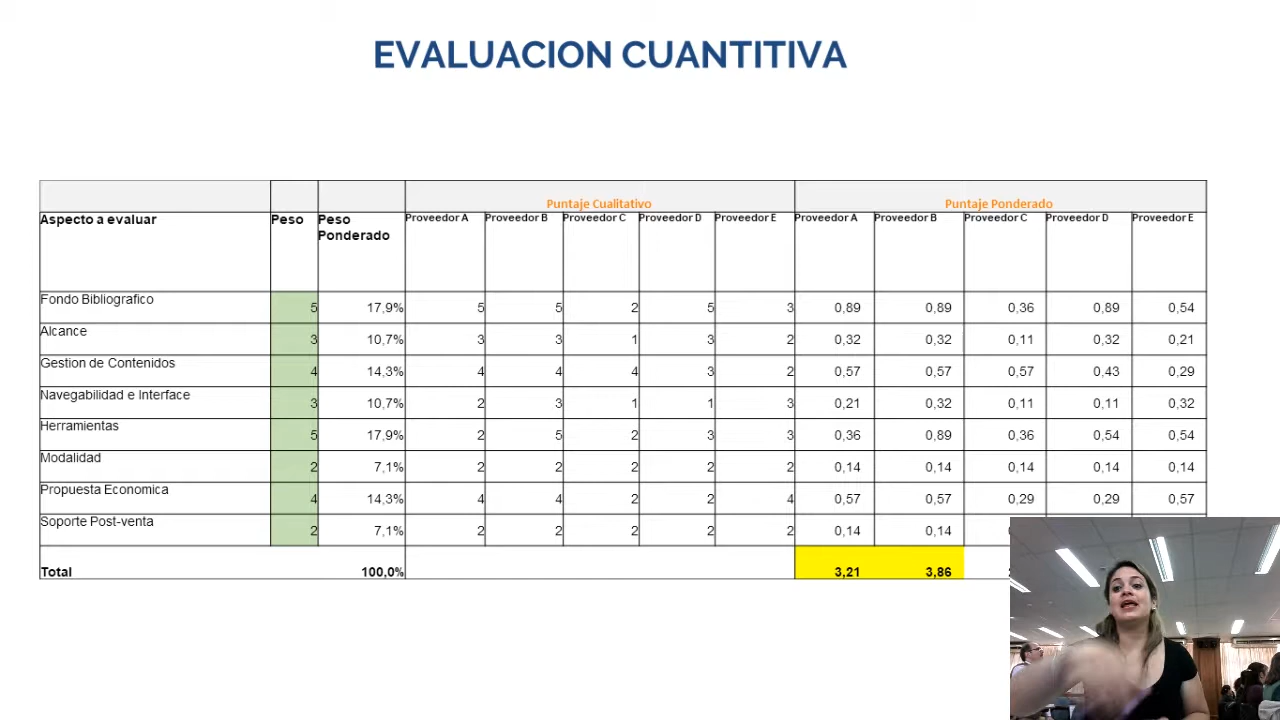 EVALUACION CUANTITIVA
Puntaje Cualitativo Puntaje Ponderado
Aspecto a evaluar Peso Peso Ponderado Proveedor A Proveedor B Proveedor C Proveedor D Proveedor E Proveedor A Proveedor B Proveedor C Proveedor D Proveedor E
Fondo Bibliografico 5 17,9% 5 5 2 5 3 0,89 0,89 0,36 0,89 0,54
Alcance 3 10,7% 3 3 1 3 2 0,32 0,32 0,11 0,32 0,21
Gestion de Contenidos 4 14,3% 4 4 4 3 2 0,57 0,57 0,57 0,43 0,29
Navegabilidad e Interface 3 10,7% 2 3 1 1 3 0,21 0,32 0,11 0,11 0,32
Herramientas 5 17,9% 2 5 2 3 3 0,36 0,89 0,36 0,54 0,54
Modalidad 2 7,1% 2 2 2 2 2 0,14 0,14 0,14 0,14 0,14
Propuesta Economica 4 14,3% 4 4 2 2 4 0,57 0,57 0,29 0,29 0,57
Soporte Post-venta 2 7,1% 2 2 2 2 2 0,14 0,14
Total 100,0% 3,21 3,86